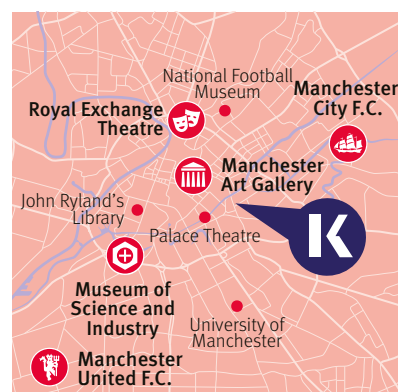 National Football
Museum
Manchester
City F.C.
Royal Exchange
Theatre
Manchester
Art Gallery
John Ryland's
Library
Palace Theatre
K
Museum of
Science and
Industry
University of
Manchester
Manchester
United F.C.